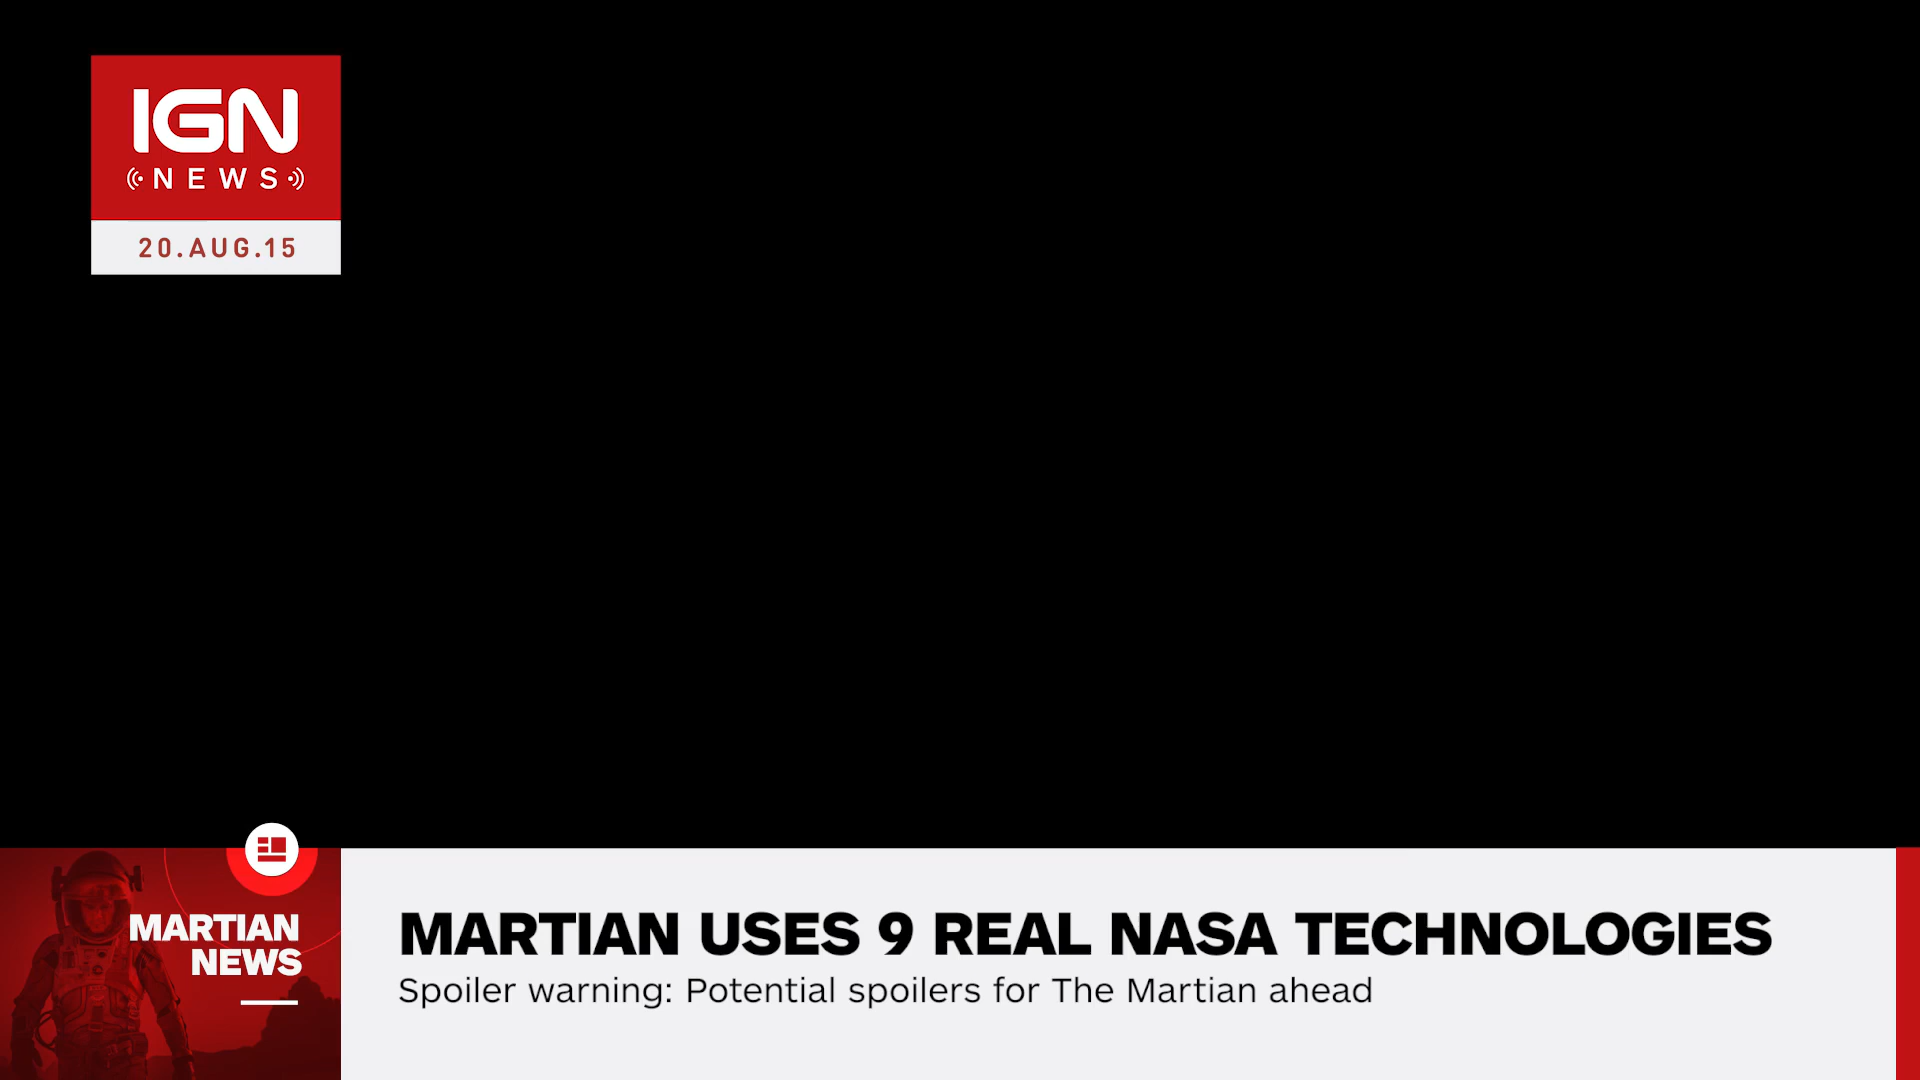 IGN
NEWS
20.AUG.15
MARTIAN
NEWS
MARTIAN USES 9 REAL NASA TECHNOLOGIES
Spoiler warning: Potential spoilers for The Martian ahead